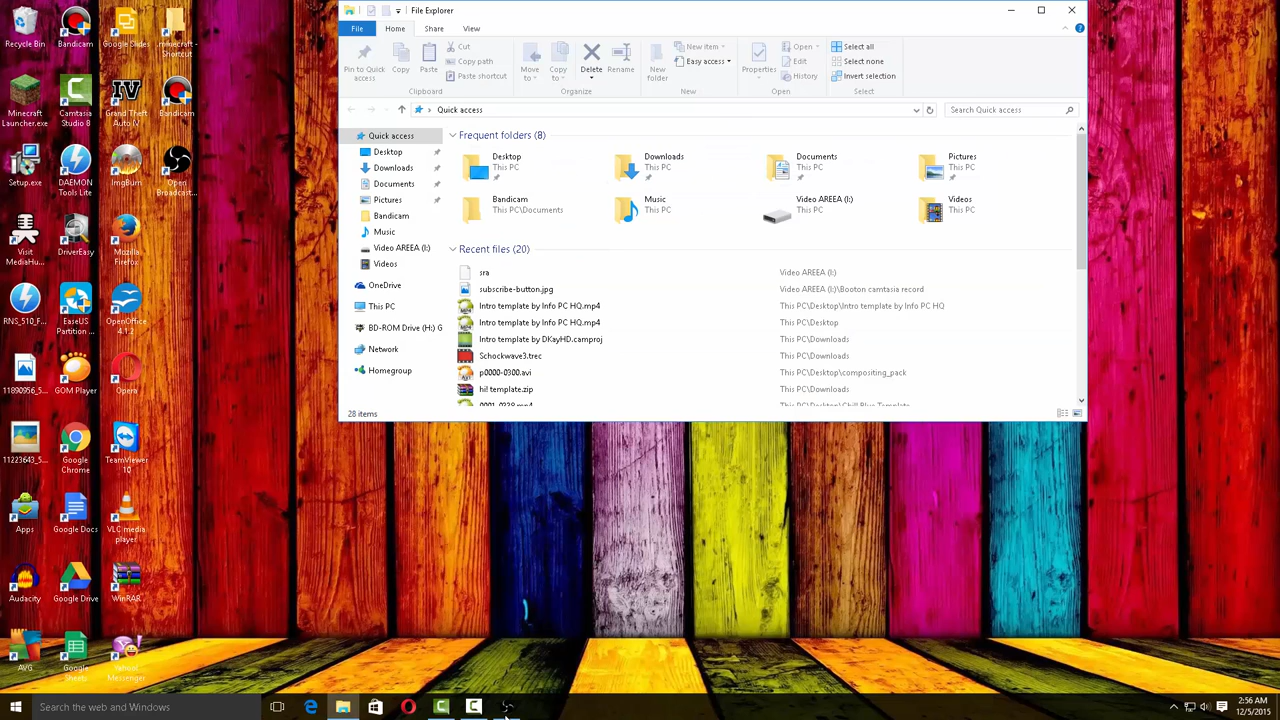 File Explorer
File
Home
Share
View
Pin to Quick access
Copy
Paste
Cut
Copy path
Paste shortcut
Clipboard
Move to
Copy to
Delete
Rename
Organize
New folder
New item
Easy access
New
Properties
Open
Edit
History
Open
Select all
Select none
Invert selection
Select
Quick access
Search Quick access
Quick access
Desktop
Downloads
Documents
Pictures
Bandicam
Music
Video AREEA (I:)
Videos
OneDrive
This PC
BD-ROM Drive (H:) G
Network
Homegroup
Frequent folders (8)
Desktop
This PC
Downloads
This PC
Documents
This PC
Pictures
This PC
Bandicam
This PC\Documents
Music
This PC
Video AREEA (I:)
This PC
Videos
This PC
Recent files (20)
sra
Video AREEA (I:)
subscribe-button.jpg
Video AREEA (I:)\Booton camtasia record
Intro template by Info PC HQ.mp4
This PC\Desktop\Intro template by Info PC HQ
Intro template by Info PC HQ.mp4
This PC\Desktop
Intro template by DKayHD.camproj
This PC\Downloads
Schockwave3.trec
This PC\Downloads
p0000-0300.avi
This PC\Desktop\compositing_pack
hi! template.zip
This PC\Downloads
28 items
Recycle Bin
Bandicam
Google Slides
.minecraft - Shortcut
Minecraft Launcher.exe
Camtasia Studio 8
Grand Theft Auto IV
Bandicam
Setup.exe
DAEMON Tools Lite
ImgBurn
Open Broadcast...
Visit MediaHu...
DriverEasy
Mozilla Firefox
RNS_510_F...
EaseUS Partition ...
OpenOffice 4.1.2
11890956_5...
GOM Player
Opera
11223643_5...
Google Chrome
TeamViewer 10
Apps
Google Docs
VLC media player
Audacity
Google Drive
WinRAR
AVG
Google Sheets
Yahoo! Messenger
Search the web and Windows
2:56 AM
12/5/2015